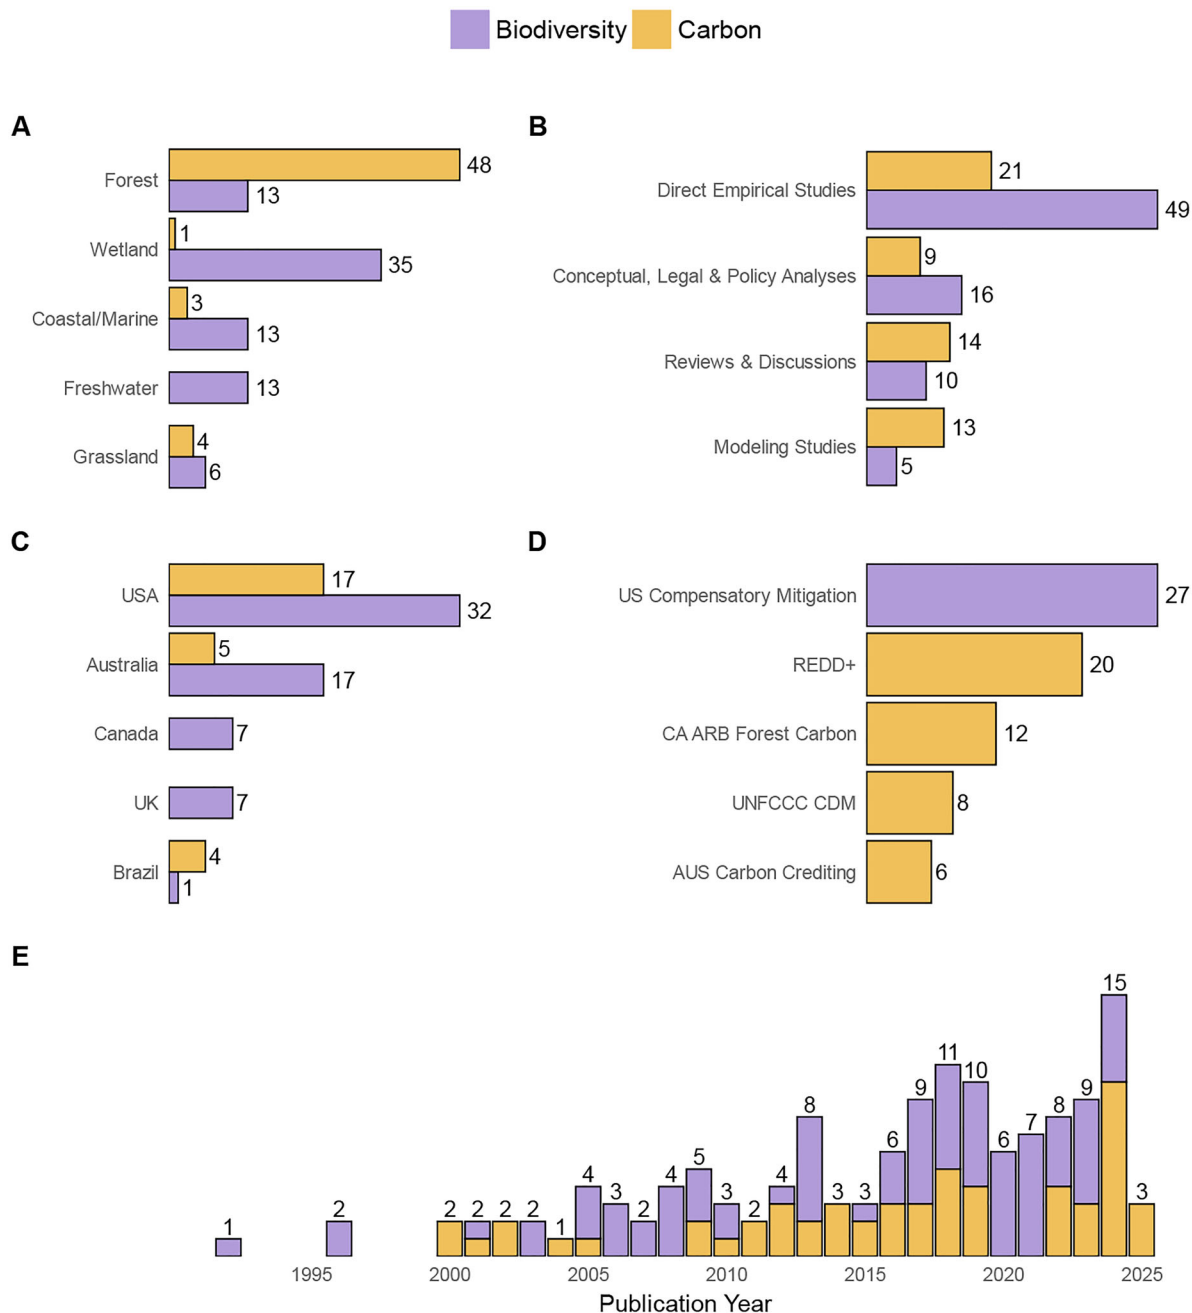 Biodiversity Carbon
A
Forest 48
13
Wetland 1
35
Coastal/Marine 3
13
Freshwater 13
Grassland 4
6
B
Direct Empirical Studies 21
49
Conceptual, Legal & Policy Analyses 9
16
Reviews & Discussions 14
10
Modeling Studies 13
5
C
USA 17
32
Australia 5
17
Canada 7
UK 7
Brazil 4
1
D
US Compensatory Mitigation 27
REDD+ 20
CA ARB Forest Carbon 12
UNFCCC CDM 8
AUS Carbon Crediting 6
E
1 2 2 2 2 2 1 4 3 2 4 5 3 2 4 8 3 3 6 9 11 10 6 7 8 9 15 3
1995 2000 2005 2010 2015 2020 2025
Publication Year